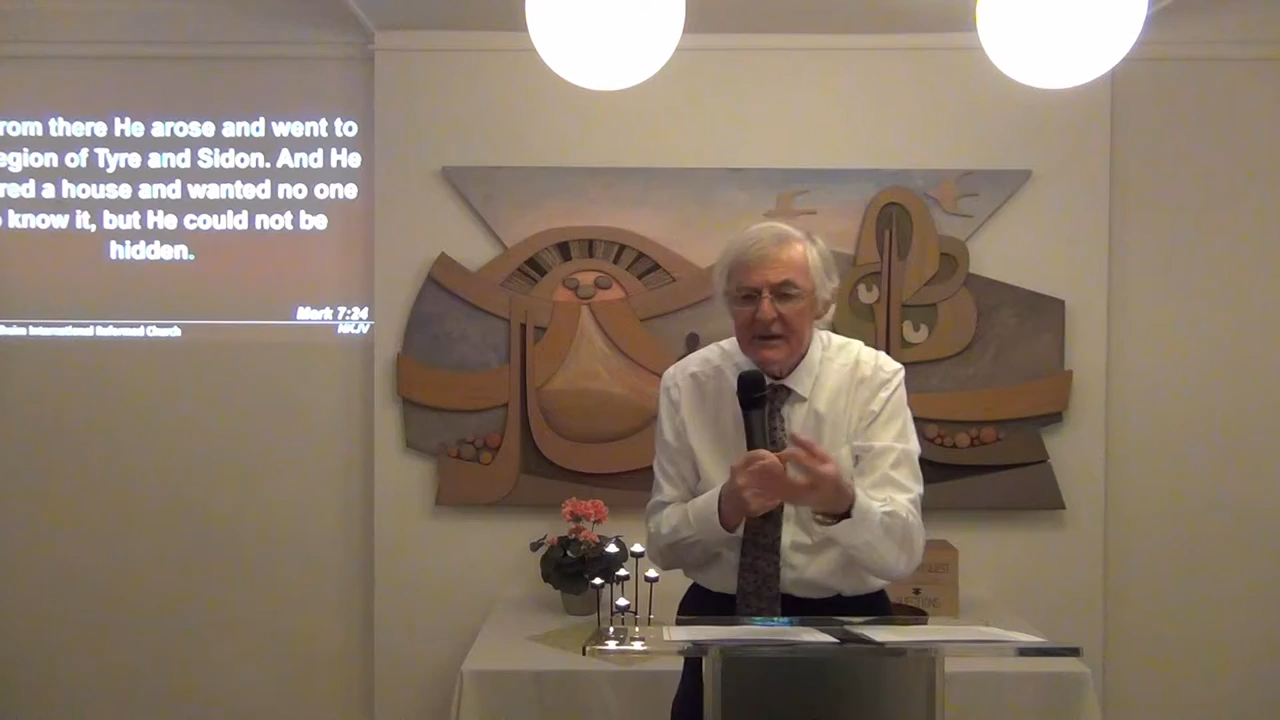 rom there He arose and went to
egion of Tyre and Sidon. And He
red a house and wanted no one
know it, but He could not be
hidden.
Mark 7:24
NKJV
International Reformed Church
QUESTIONS